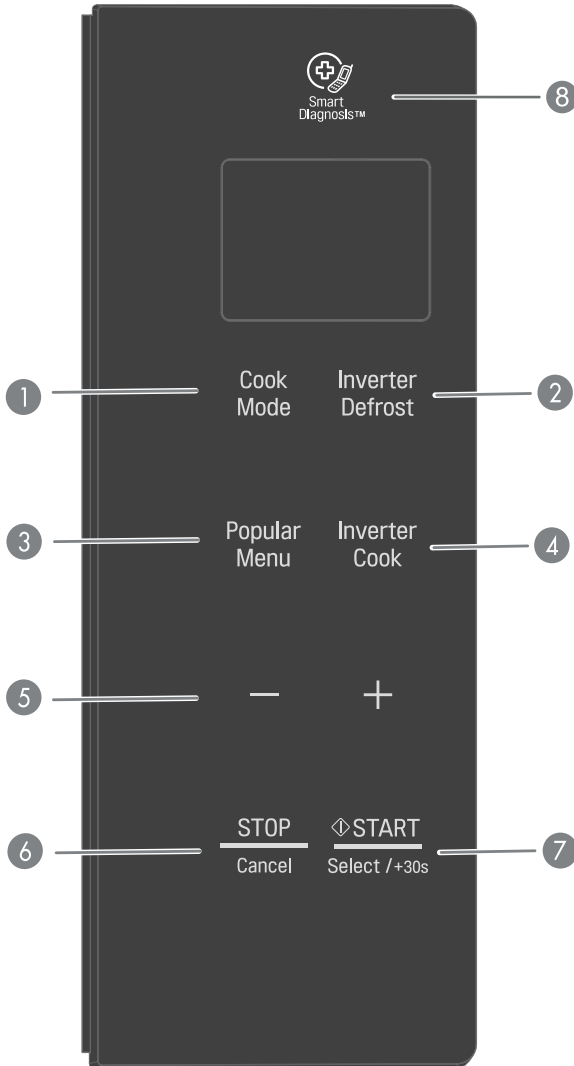 Smart
Diagnosis™
8
Cook
Mode
Inverter
Defrost
1
2
Popular
Menu
Inverter
Cook
3
4
5
− +
STOP
Cancel
START
Select / +30s
6
7